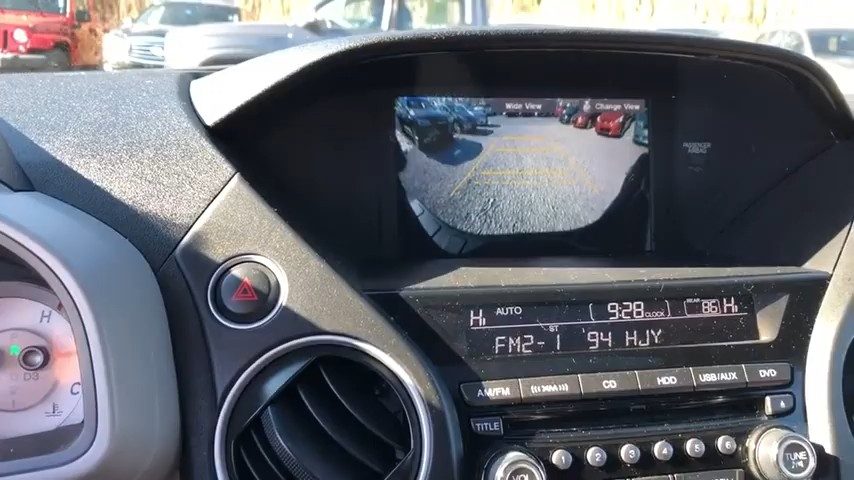 Wide View Change View
PASSENGER
AIRBAG
HI AUTO 9:28 CLOCK REAR 86 HI
ST
FM2-1 94 HJY
H
D3
C
AM/FM XM CD HDD USB/AUX DVD
TITLE
1 2 3 4 5 6
VOL TUNE